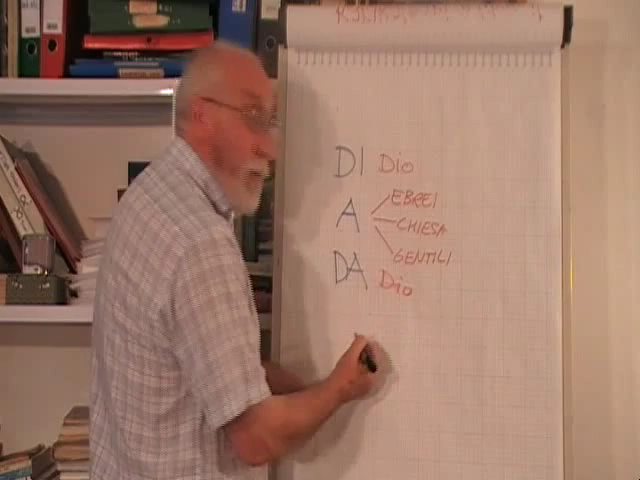 DI Dio
A EBREI
CHIESA
GENTILI
DA Dio